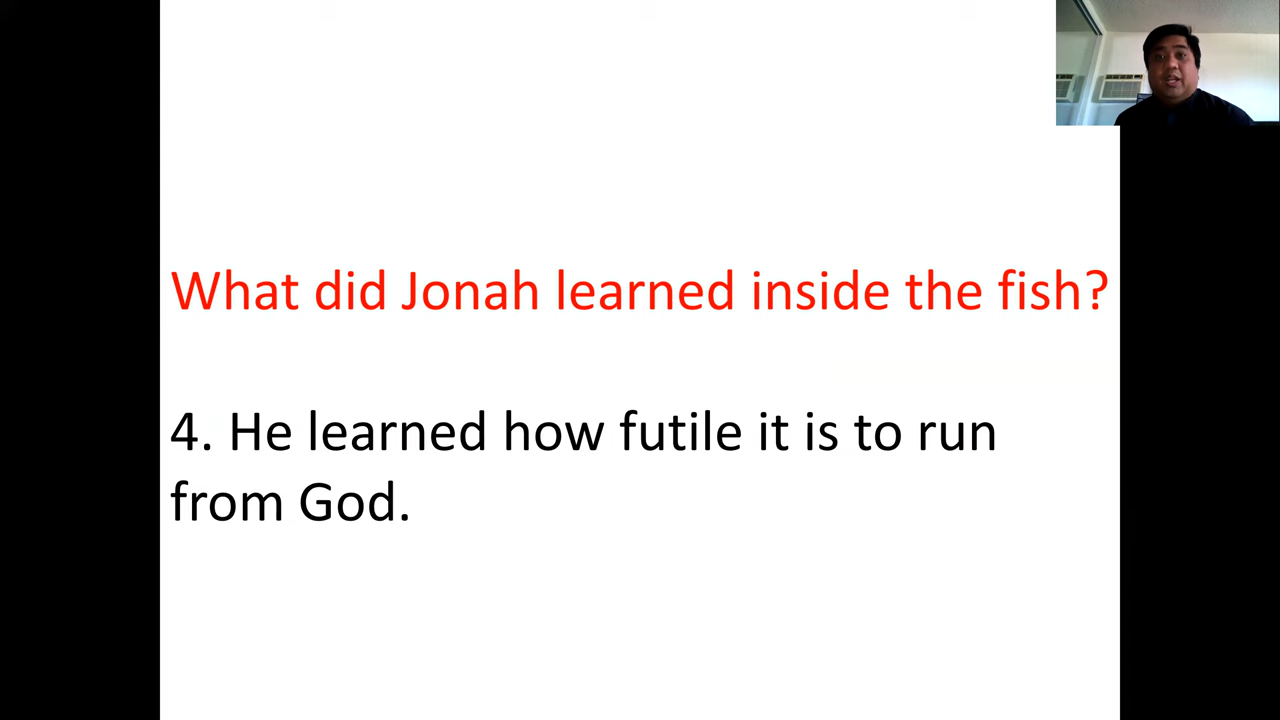 What did Jonah learned inside the fish?
4. He learned how futile it is to run
from God.